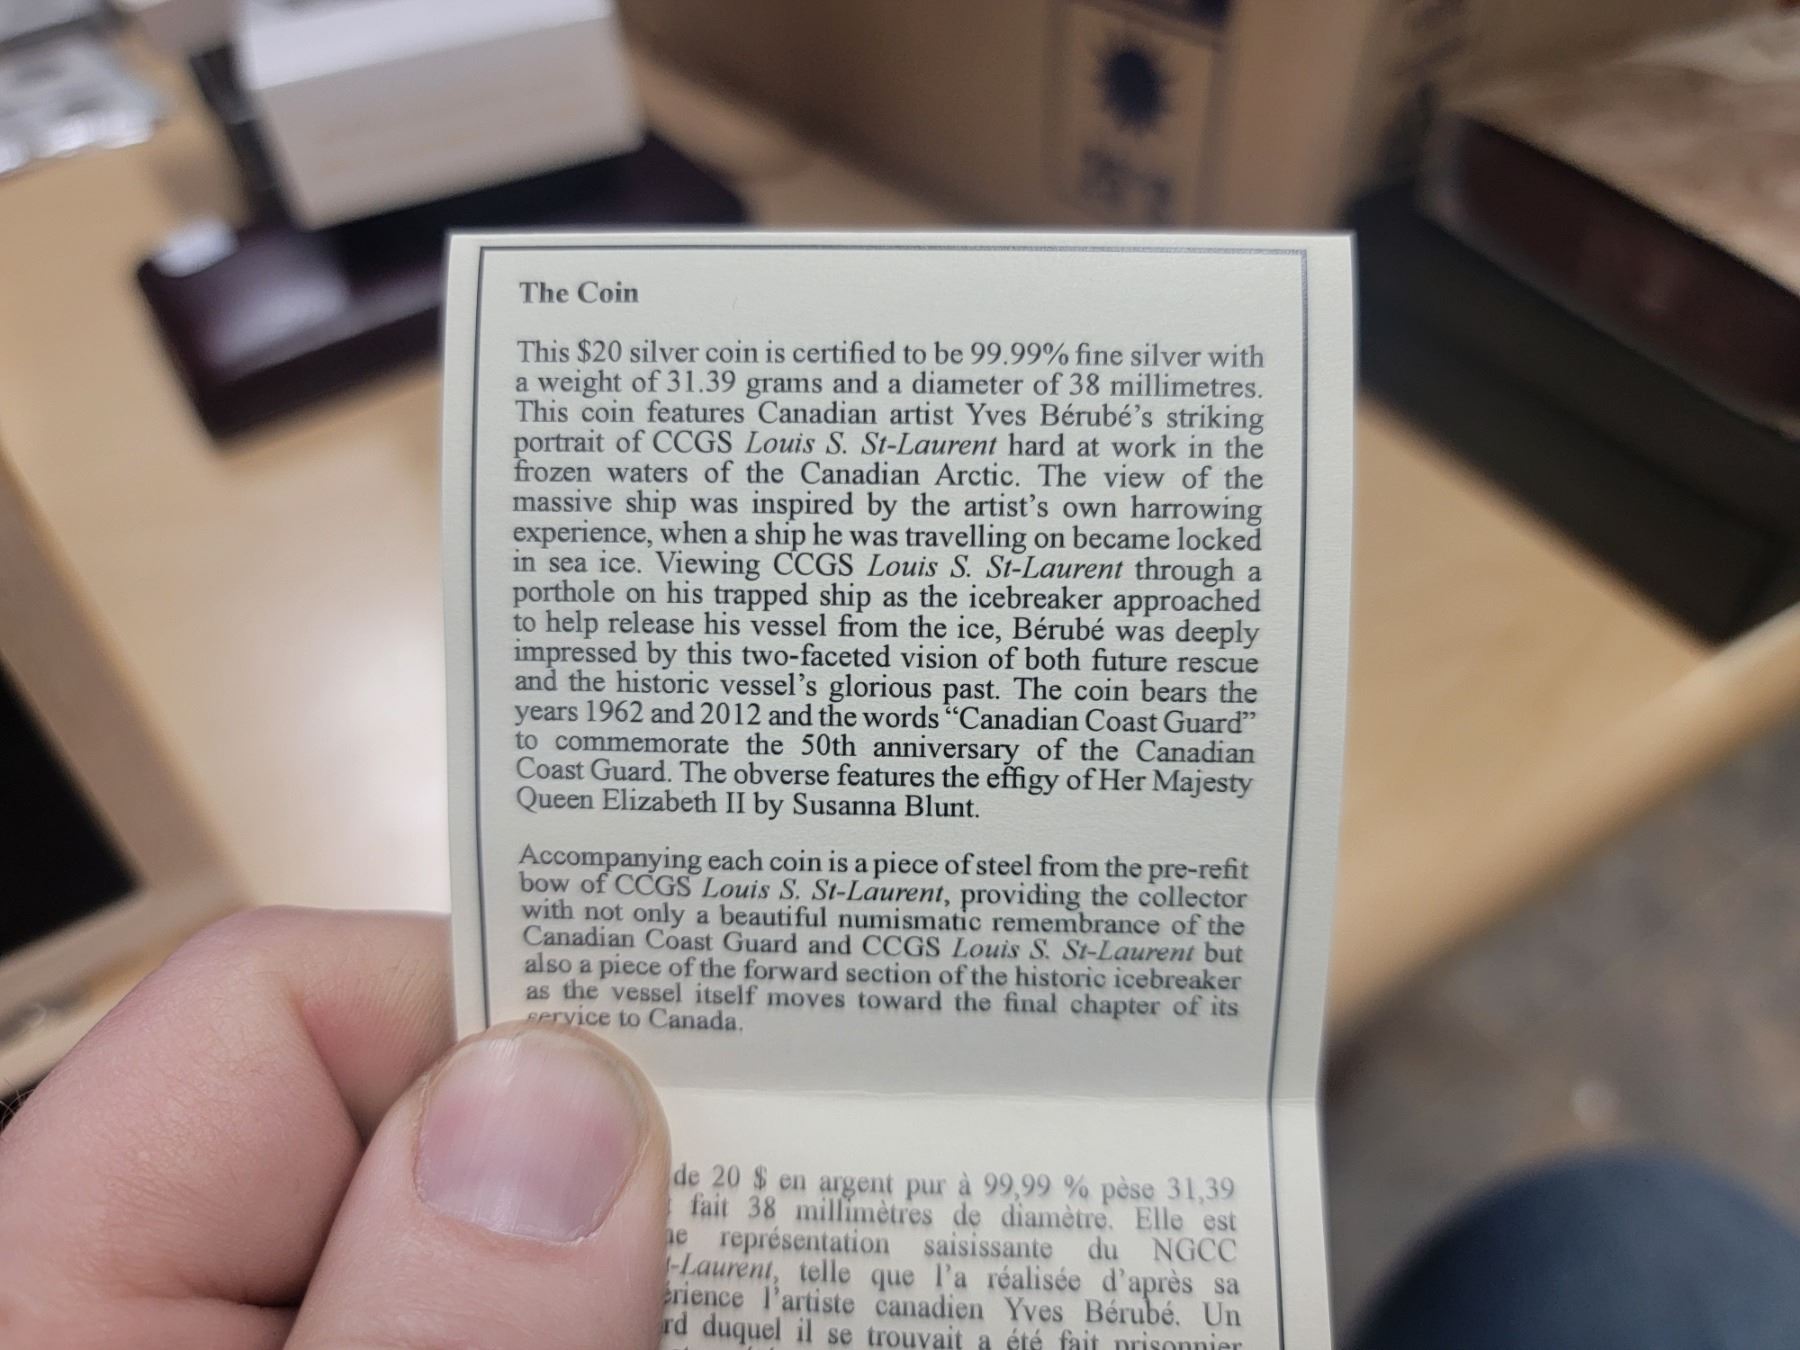 The Coin
This $20 silver coin is certified to be 99.99% fine silver with
a weight of 31.39 grams and a diameter of 38 millimetres.
This coin features Canadian artist Yves Bérubé's striking
portrait of CCGS Louis S. St-Laurent hard at work in the
frozen waters of the Canadian Arctic. The view of the
massive ship was inspired by the artist's own harrowing
experience, when a ship he was travelling on became locked
in sea ice. Viewing CCGS Louis S. St-Laurent through a
porthole on his trapped ship as the icebreaker approached
to help release his vessel from the ice, Bérubé was deeply
impressed by this two-faceted vision of both future rescue
and the historic vessel's glorious past. The coin bears the
years 1962 and 2012 and the words “Canadian Coast Guard”
to commemorate the 50th anniversary of the Canadian
Coast Guard. The obverse features the effigy of Her Majesty
Queen Elizabeth II by Susanna Blunt.
Accompanying each coin is a piece of steel from the pre-refit
bow of CCGS Louis S. St-Laurent, providing the collector
with not only a beautiful numismatic remembrance of the
Canadian Coast Guard and CCGS Louis S. St-Laurent but
also a piece of the forward section of the historic icebreaker
as the vessel itself moves toward the final chapter of its
service to Canada.
de 20 $ en argent pur à 99,99 % pèse 31,39
fait 38 millimètres de diamètre. Elle est
représentation saisissante du NGCC
-Laurent, telle que l'a réalisée d'après sa
l'artiste canadien Yves Bérubé. Un
duquel il se trouvait a été fait prisonnier